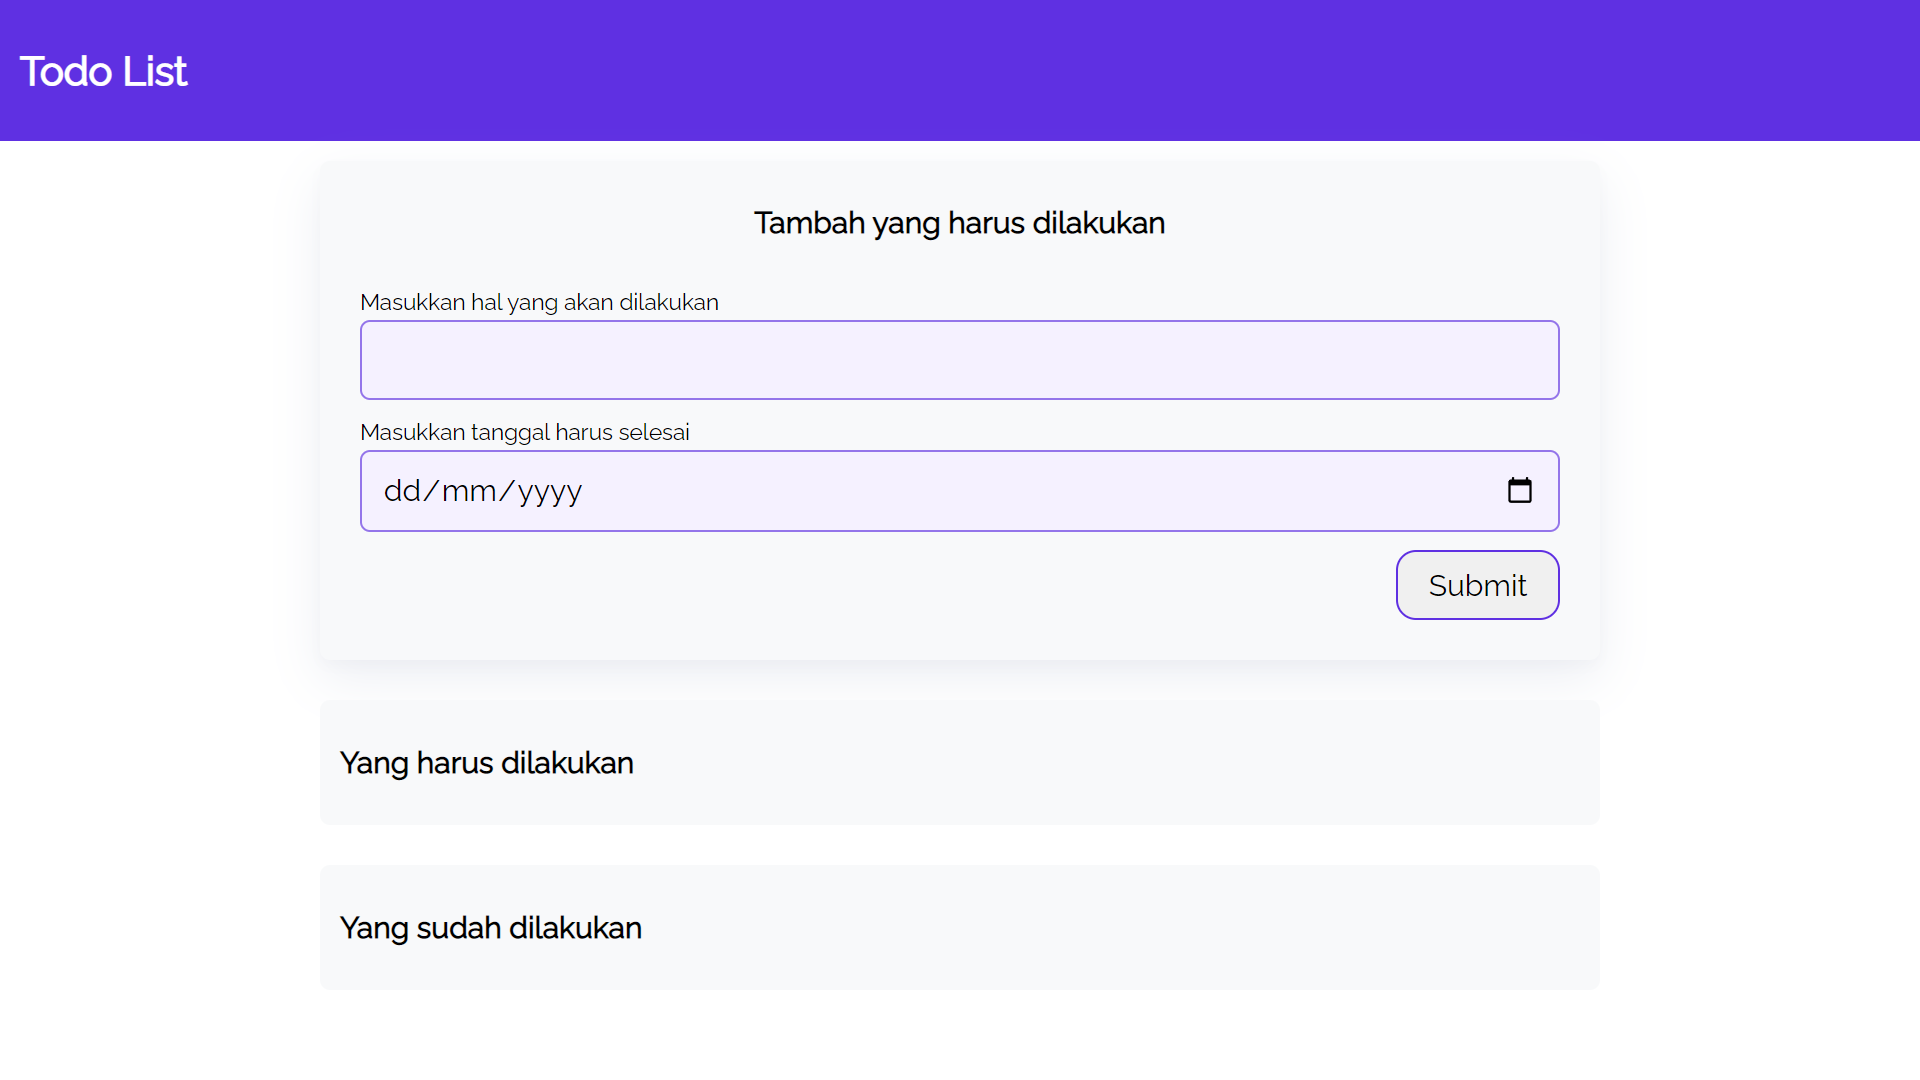 Todo List
Tambah yang harus dilakukan
Masukkan hal yang akan dilakukan
Masukkan tanggal harus selesai
dd/mm/yyyy
Submit
Yang harus dilakukan
Yang sudah dilakukan